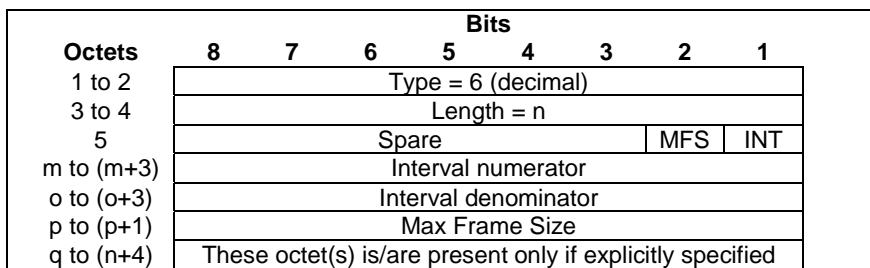 Bits
Octets 8 7 6 5 4 3 2 1
1 to 2 Type = 6 (decimal)
3 to 4 Length = n
5 Spare MFS INT
m to (m+3) Interval numerator
o to (o+3) Interval denominator
p to (p+1) Max Frame Size
q to (n+4) These octet(s) is/are present only if explicitly specified